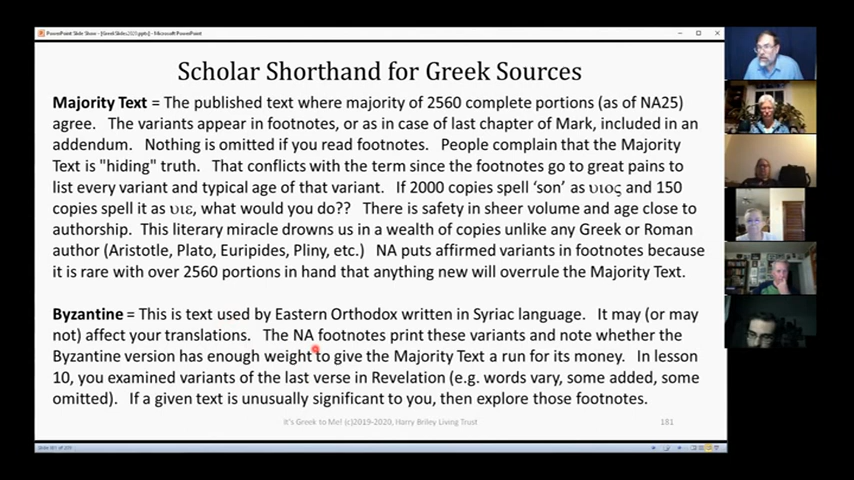 PowerPoint Slide Show - [GreekSlides2020.pptx] - Microsoft PowerPoint
Scholar Shorthand for Greek Sources
Majority Text = The published text where majority of 2560 complete portions (as of NA25)
agree. The variants appear in footnotes, or as in case of last chapter of Mark, included in an
addendum. Nothing is omitted if you read footnotes. People complain that the Majority
Text is "hiding" truth. That conflicts with the term since the footnotes go to great pains to
list every variant and typical age of that variant. If 2000 copies spell ‘son’ as υιος and 150
copies spell it as υιε, what would you do?? There is safety in sheer volume and age close to
authorship. This literary miracle drowns us in a wealth of copies unlike any Greek or Roman
author (Aristotle, Plato, Euripides, Pliny, etc.) NA puts affirmed variants in footnotes because
it is rare with over 2560 portions in hand that anything new will overrule the Majority Text.
Byzantine = This is text used by Eastern Orthodox written in Syriac language. It may (or may
not) affect your translations. The NA footnotes print these variants and note whether the
Byzantine version has enough weight to give the Majority Text a run for its money. In lesson
10, you examined variants of the last verse in Revelation (e.g. words vary, some added, some
omitted). If a given text is unusually significant to you, then explore those footnotes.
It's Greek to Me! (c)2019-2020, Harry Briley Living Trust
181